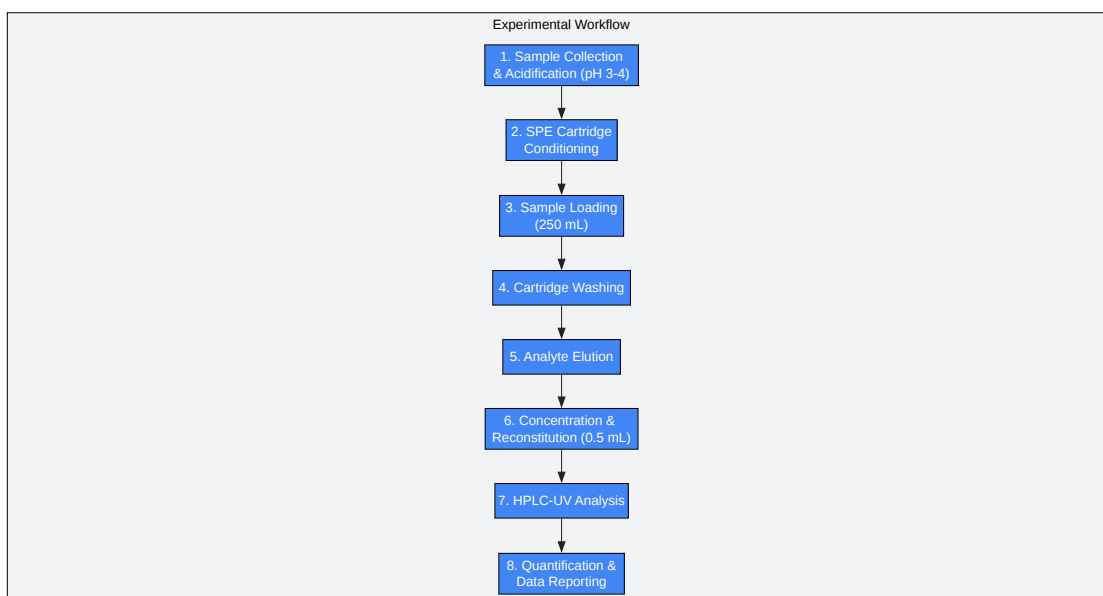 Experimental Workflow
1. Sample Collection
& Acidification (pH 3-4)
2. SPE Cartridge
Conditioning
3. Sample Loading
(250 mL)
4. Cartridge Washing
5. Analyte Elution
6. Concentration &
Reconstitution (0.5 mL)
7. HPLC-UV Analysis
8. Quantification &
Data Reporting